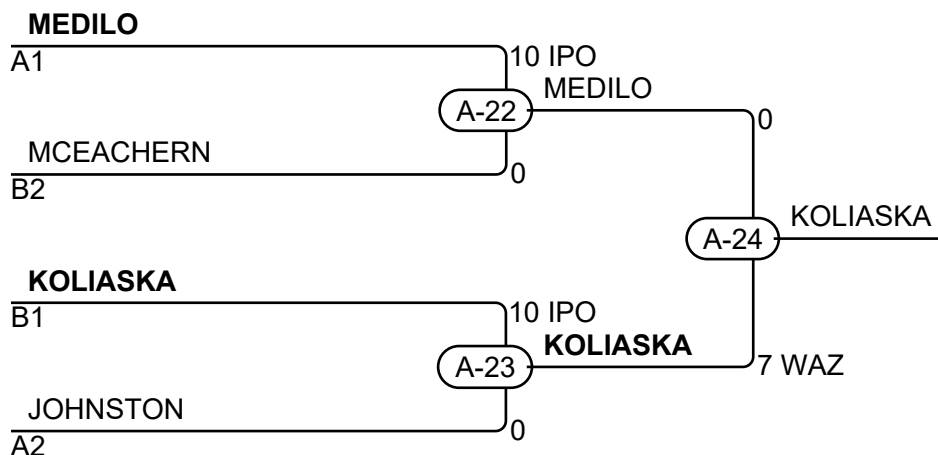 MEDILO
A1
10 IPO
A-22
MEDILO
0
MCEACHERN
B2
0
A-24
KOLIASKA
KOLIASKA
B1
10 IPO
A-23
KOLIASKA
7 WAZ
JOHNSTON
A2
0